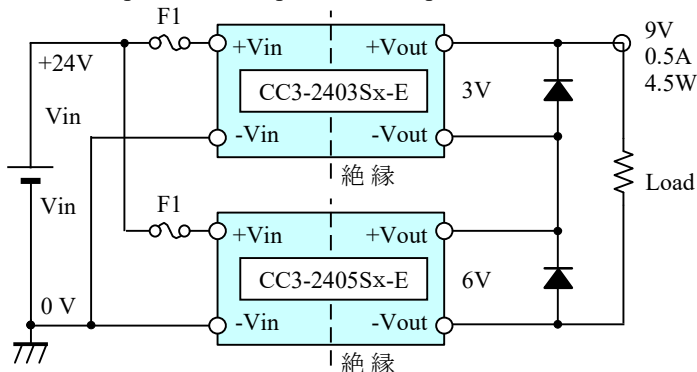 F1
+24V
Vin
Vin
0 V
+Vin
+Vout
CC3-2403Sx-E
-Vin
-Vout
絶縁
3V
9V
0.5A
4.5W
Load
F1
+Vin
+Vout
CC3-2405Sx-E
-Vin
-Vout
絶縁
6V